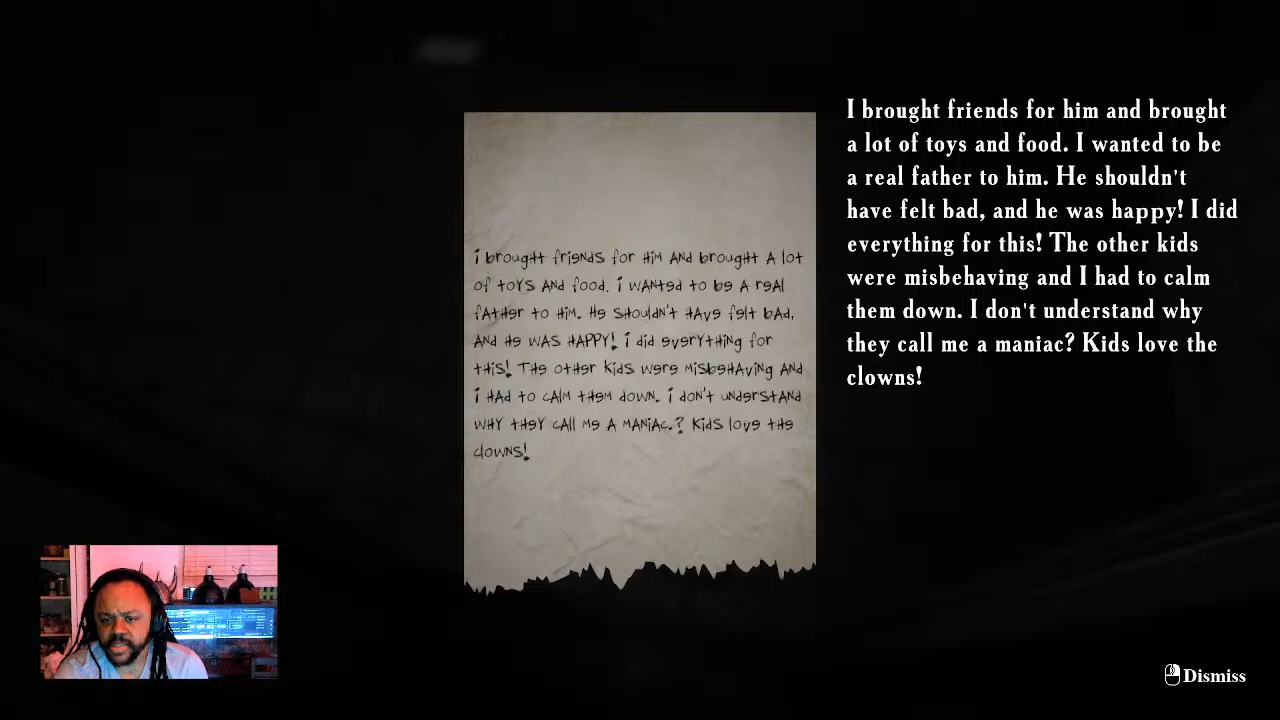 i brought friends for him and brought a lot
of toys and food. i wanted to be a real
father to him. He shouldn't have felt bad,
and he was happy! i did everything for
this! The other kids were misbehaving and
i had to calm them down. i don't understand
why they call me a maniac.? Kids love the
clowns!
I brought friends for him and brought
a lot of toys and food. I wanted to be
a real father to him. He shouldn't
have felt bad, and he was happy! I did
everything for this! The other kids
were misbehaving and I had to calm
them down. I don't understand why
they call me a maniac? Kids love the
clowns!
Dismiss